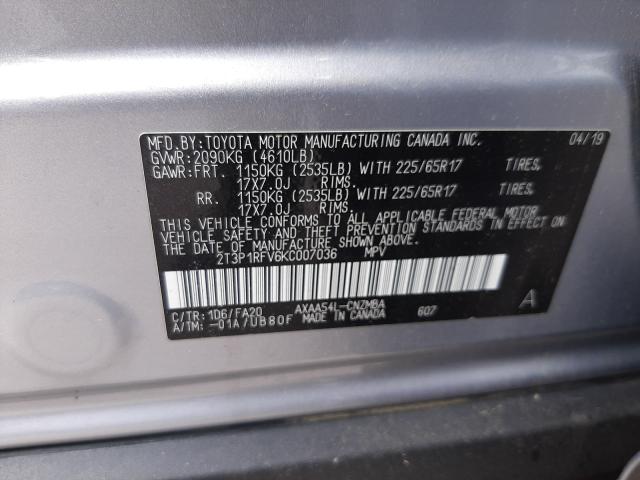 MFD. BY: TOYOTA MOTOR MANUFACTURING CANADA INC. 04/19
GVWR: 2090KG (4610LB)
GAWR: FRT. 1150KG (2535LB) WITH 225/65R17 TIRES,
17X7.0J RIMS.
RR. 1150KG (2535LB) WITH 225/65R17 TIRES,
17X7.0J RIMS.
THIS VEHICLE CONFORMS TO ALL APPLICABLE FEDERAL MOTOR
VEHICLE SAFETY AND THEFT PREVENTION STANDARDS IN EFFECT ON
THE DATE OF MANUFACTURE SHOWN ABOVE.
2T3P1RFV6KC007036 MPV
C/TR: 1D6/FA20 AXAA54L-CNZMBA 607 A
A/TM: -01A/UB80F MADE IN CANADA